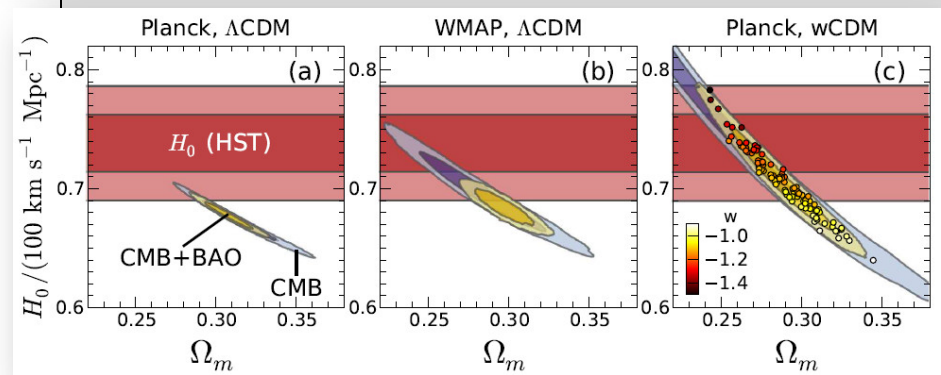 Planck, ΛCDM
WMAP, ΛCDM
Planck, wCDM
H₀/(100 km s⁻¹ Mpc⁻¹)
0.8
0.7
0.6
(a)
H₀ (HST)
CMB+BAO
CMB
0.25
0.30
0.35
Ωₘ
0.8
0.7
0.6
(b)
0.25
0.30
0.35
Ωₘ
0.8
0.7
0.6
(c)
w
−1.0
−1.2
−1.4
0.25
0.30
0.35
Ωₘ